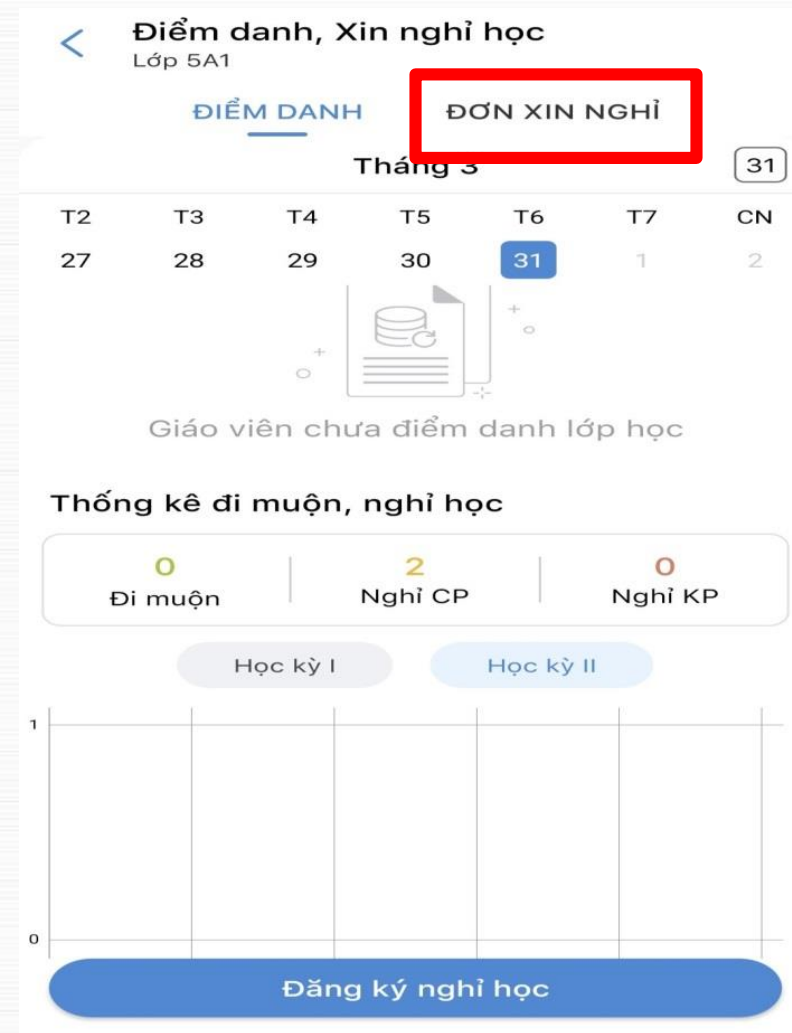 Điểm danh, Xin nghỉ học
Lớp 5A1
ĐIỂM DANH ĐƠN XIN NGHỈ
Tháng 3 31
T2 T3 T4 T5 T6 T7 CN
27 28 29 30 31 1 2
Giáo viên chưa điểm danh lớp học
Thống kê đi muộn, nghỉ học
0 2 0
Đi muộn Nghỉ CP Nghỉ KP
Học kỳ I Học kỳ II
1
0
Đăng ký nghỉ học